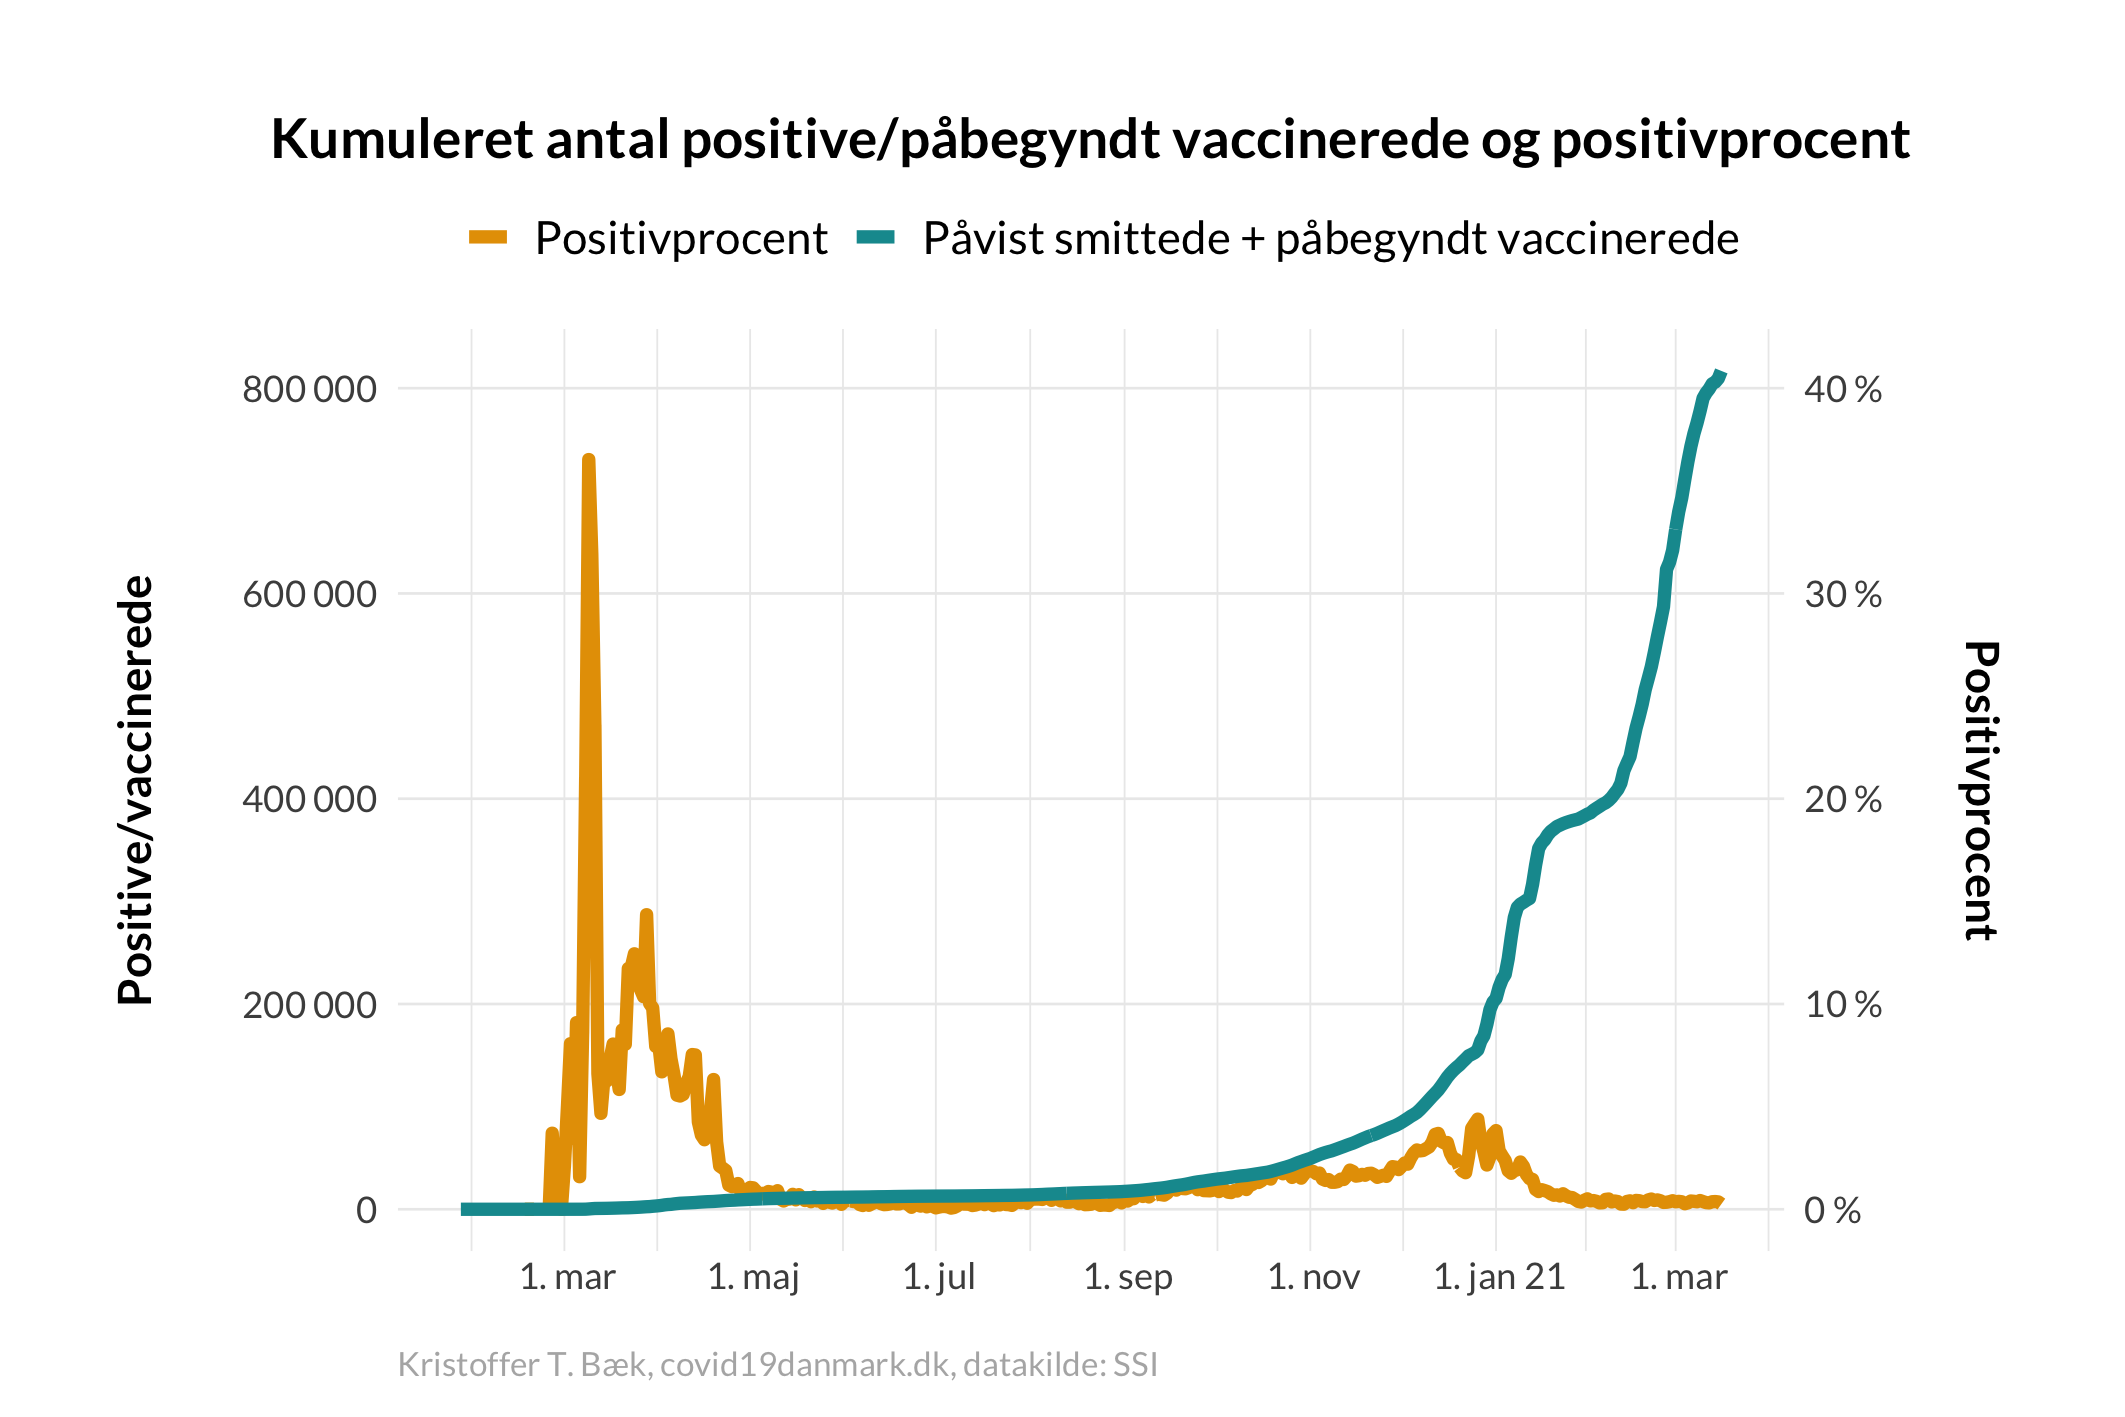 Kumuleret antal positive/påbegyndt vaccinerede og positivprocent
Positivprocent
Påvist smittede + påbegyndt vaccinerede
Positive/vaccinerede
800 000
600 000
400 000
200 000
0
40 %
30 %
20 %
10 %
0 %
Positivprocent
1. mar
1. maj
1. jul
1. sep
1. nov
1. jan 21
1. mar
Kristoffer T. Bæk, covid19danmark.dk, datakilde: SSI